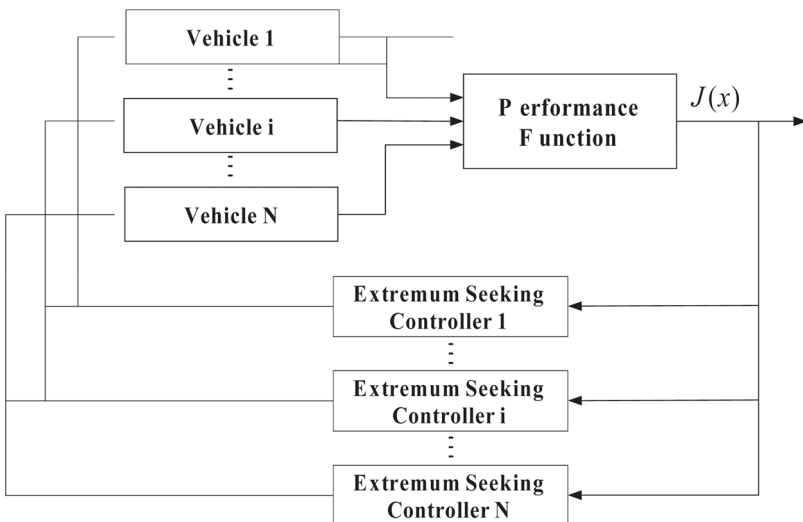 Vehicle 1
Vehicle i
Vehicle N
P erformance
F unction
J(x)
Extremum Seeking
Controller 1
Extremum Seeking
Controller i
Extremum Seeking
Controller N